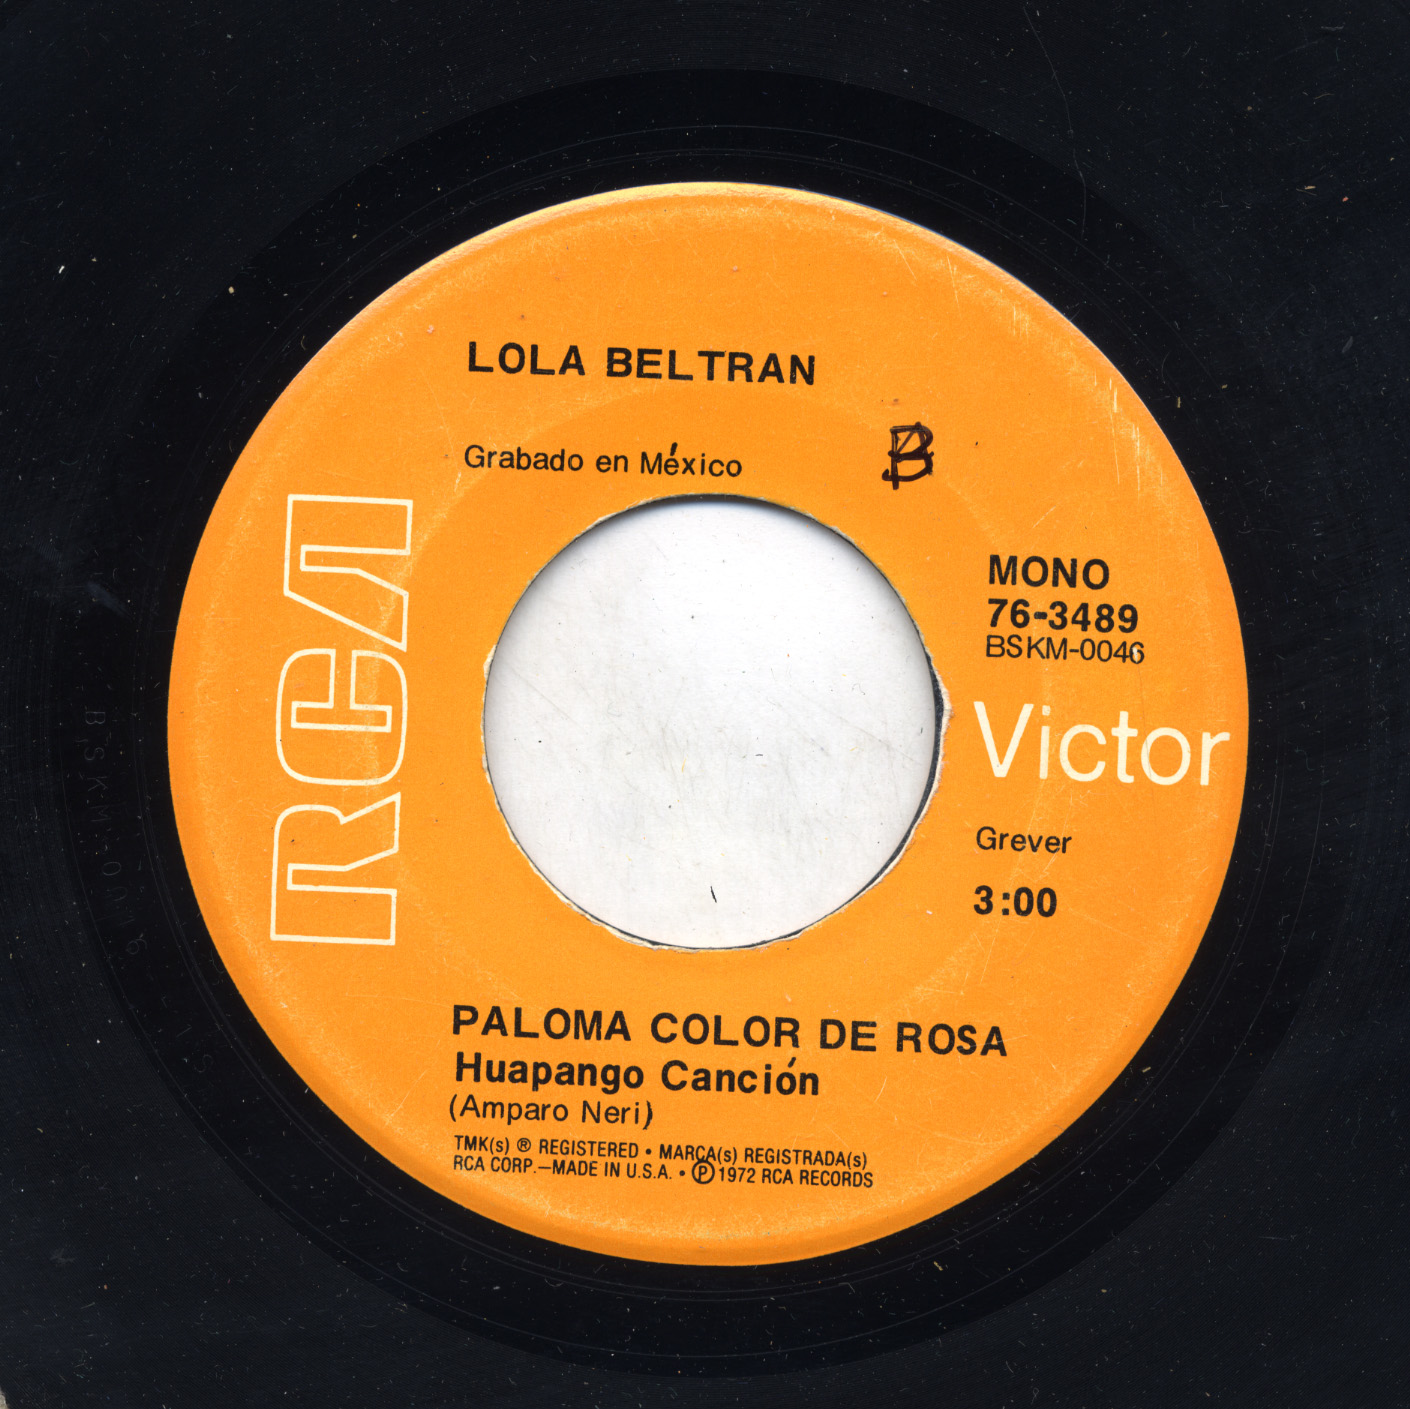 LOLA BELTRAN
Grabado en México
B
RCA
MONO
76-3489
BSKM-0046
Victor
Grever
3:00
PALOMA COLOR DE ROSA
Huapango Canción
(Amparo Neri)
TMK(s) ® REGISTERED • MARCA(s) REGISTRADA(s)
RCA CORP.—MADE IN U.S.A. • ℗ 1972 RCA RECORDS